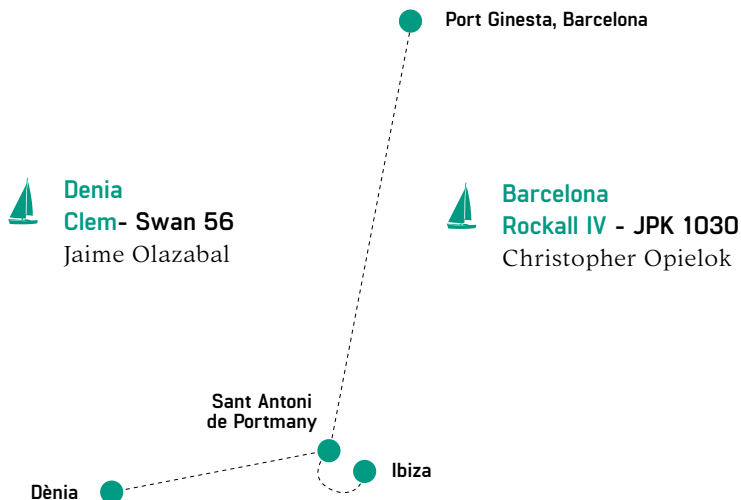 Port Ginesta, Barcelona
Denia
Clem- Swan 56
Jaime Olazabal
Barcelona
Rockall IV - JPK 1030
Christopher Opielok
Sant Antoni
de Portmany
Ibiza
Dènia